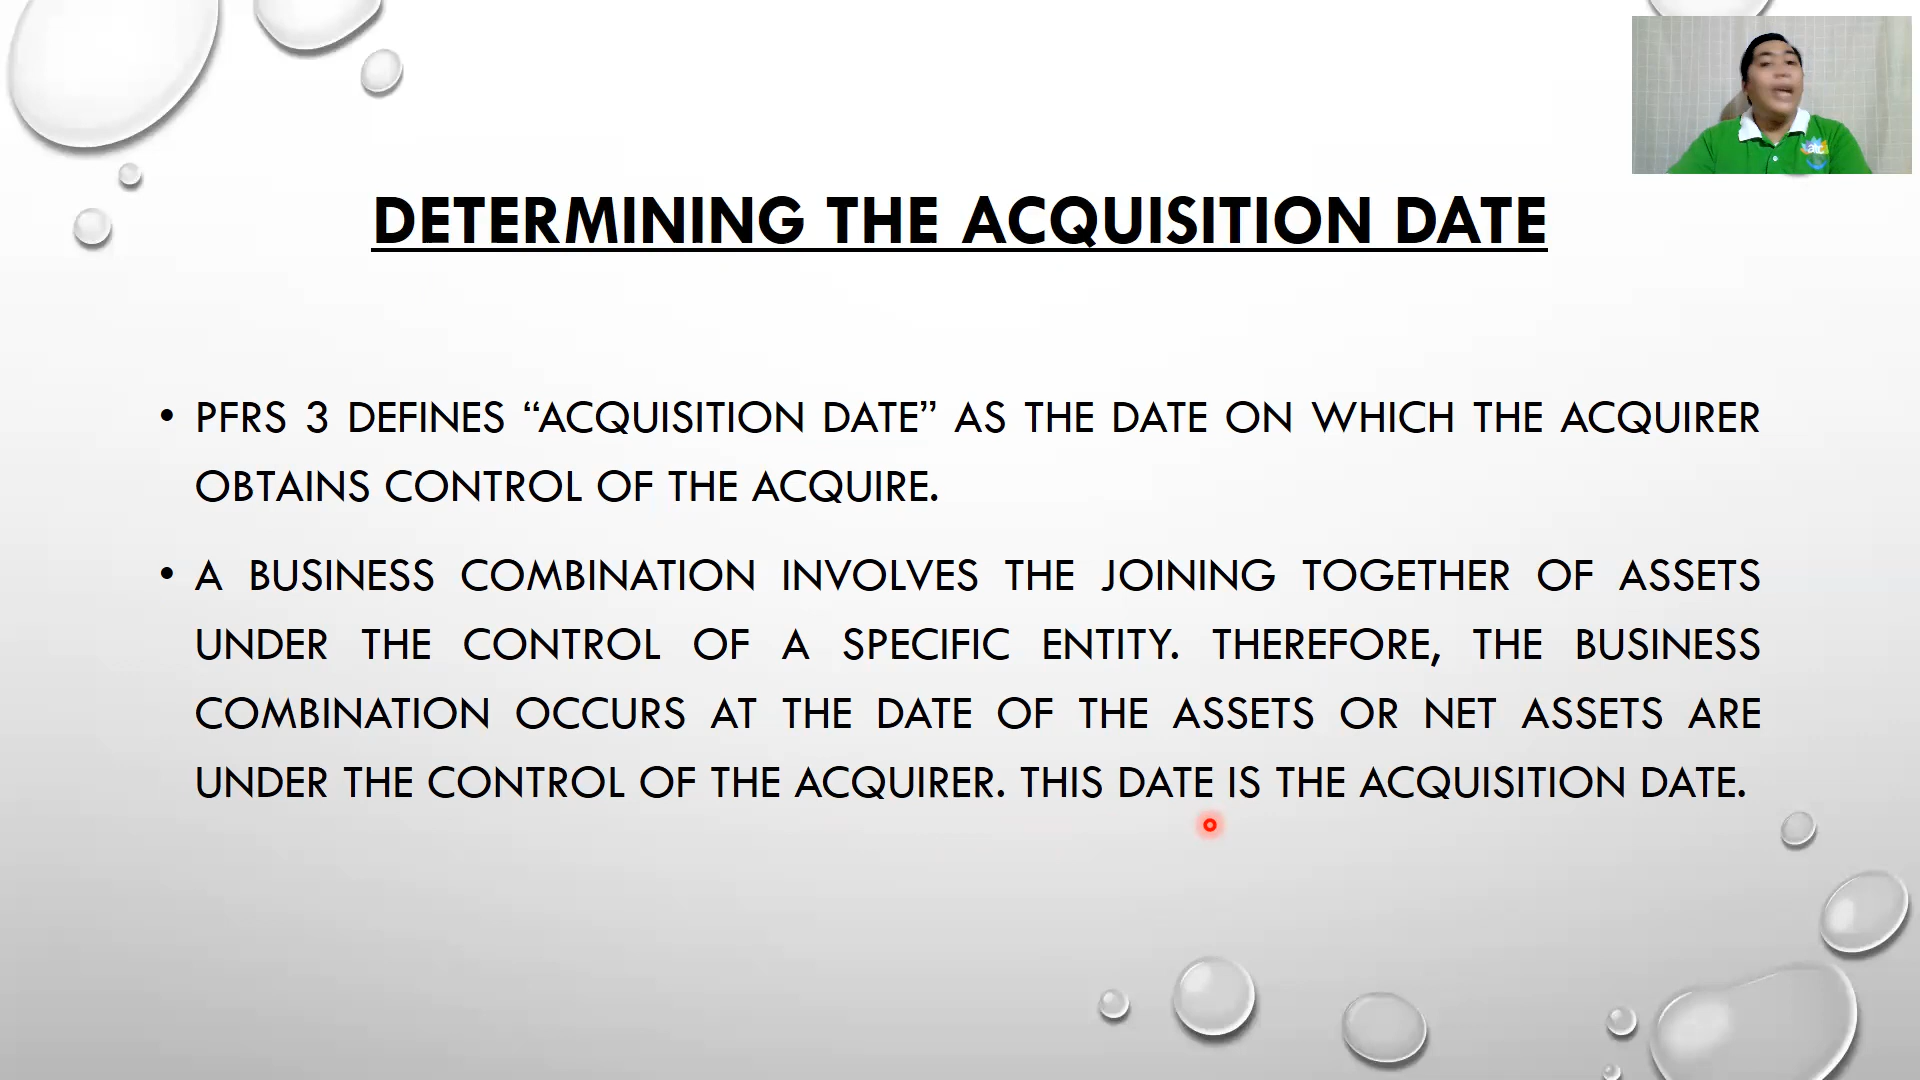 DETERMINING THE ACQUISITION DATE
• PFRS 3 DEFINES “ACQUISITION DATE” AS THE DATE ON WHICH THE ACQUIRER
OBTAINS CONTROL OF THE ACQUIRE.
• A BUSINESS COMBINATION INVOLVES THE JOINING TOGETHER OF ASSETS
UNDER THE CONTROL OF A SPECIFIC ENTITY. THEREFORE, THE BUSINESS
COMBINATION OCCURS AT THE DATE OF THE ASSETS OR NET ASSETS ARE
UNDER THE CONTROL OF THE ACQUIRER. THIS DATE IS THE ACQUISITION DATE.